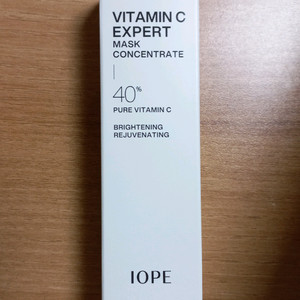 VITAMIN C
EXPERT
MASK
CONCENTRATE
40%
PURE VITAMIN C
BRIGHTENING
REJUVENATING
IOPE